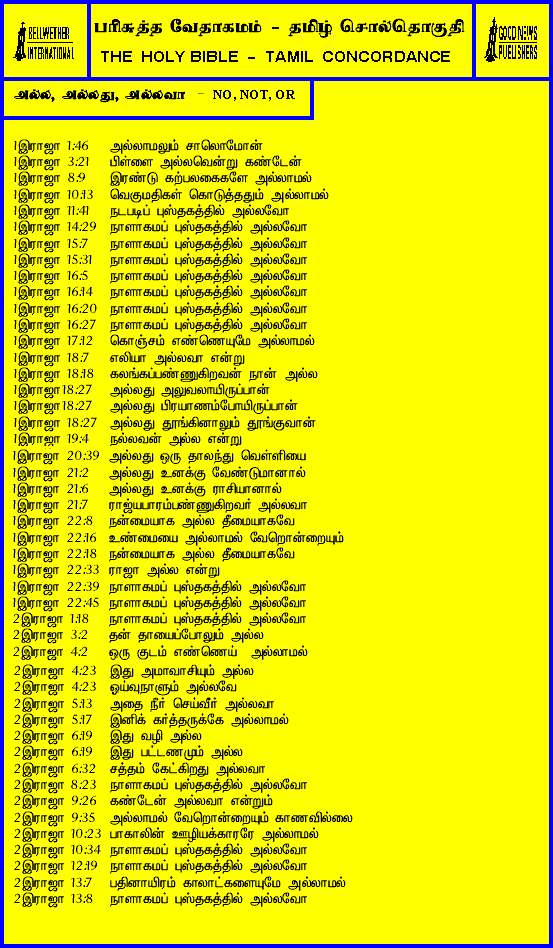 BELLWETHER
INTERNATIONAL
பரிசுத்த வேதாகமம் – தமிழ் சொல்தொகுதி
THE HOLY BIBLE – TAMIL CONCORDANCE
GOOD NEWS
PUBLISHERS
அல்ல, அல்லது, அல்லவா – NO, NOT, OR
1இராஜா 1:46 அல்லாமலும் சாலொமோன்
1இராஜா 3:21 பிள்ளை அல்லவென்று கண்டேன்
1இராஜா 8:9 இரண்டு கற்பலகைகளே அல்லாமல்
1இராஜா 10:13 வெகுமதிகள் கொடுத்ததும் அல்லாமல்
1இராஜா 11:41 நடபடிப் புஸ்தகத்தில் அல்லவோ
1இராஜா 14:29 நாளாகமப் புஸ்தகத்தில் அல்லவோ
1இராஜா 15:7 நாளாகமப் புஸ்தகத்தில் அல்லவோ
1இராஜா 15:31 நாளாகமப் புஸ்தகத்தில் அல்லவோ
1இராஜா 16:5 நாளாகமப் புஸ்தகத்தில் அல்லவோ
1இராஜா 16:14 நாளாகமப் புஸ்தகத்தில் அல்லவோ
1இராஜா 16:20 நாளாகமப் புஸ்தகத்தில் அல்லவோ
1இராஜா 16:27 நாளாகமப் புஸ்தகத்தில் அல்லவோ
1இராஜா 17:12 கொஞ்சம் எண்ணெயுமே அல்லாமல்
1இராஜா 18:7 எலியா அல்லவா என்று
1இராஜா 18:18 கலங்கப்பண்ணுகிறவன் நான் அல்ல
1இராஜா18:27 அல்லது அலுவலாயிருப்பான்
1இராஜா18:27 அல்லது பிரயாணம்போயிருப்பான்
1இராஜா 18:27 அல்லது தூங்கினாலும் தூங்குவான்
1இராஜா 19:4 நல்லவன் அல்ல என்று
1இராஜா 20:39 அல்லது ஒரு தாலந்து வெள்ளியை
1இராஜா 21:2 அல்லது உனக்கு வேண்டுமானால்
1இராஜா 21:6 அல்லது உனக்கு ராசியானால்
1இராஜா 21:7 ராஜ்யபாரம்பண்ணுகிறவர் அல்லவா
1இராஜா 22:8 நன்மையாக அல்ல தீமையாகவே
1இராஜா 22:16 உண்மையை அல்லாமல் வேறொன்றையும்
1இராஜா 22:18 நன்மையாக அல்ல தீமையாகவே
1இராஜா 22:33 ராஜா அல்ல என்று
1இராஜா 22:39 நாளாகமப் புஸ்தகத்தில் அல்லவோ
1இராஜா 22:45 நாளாகமப் புஸ்தகத்தில் அல்லவோ
2இராஜா 1:18 நாளாகமப் புஸ்தகத்தில் அல்லவோ
2இராஜா 3:2 தன் தாயைப்போலும் அல்ல
2இராஜா 4:2 ஒரு குடம் எண்ணெய் அல்லாமல்
2இராஜா 4:23 இது அமாவாசியும் அல்ல
2இராஜா 4:23 ஓய்வுநாளும் அல்லவே
2இராஜா 5:13 அதை நீர் செய்வீர் அல்லவா
2இராஜா 5:17 இனிக் கர்த்தருக்கே அல்லாமல்
2இராஜா 6:19 இது வழி அல்ல
2இராஜா 6:19 இது பட்டணமும் அல்ல
2இராஜா 6:32 சத்தம் கேட்கிறது அல்லவா
2இராஜா 8:23 நாளாகமப் புஸ்தகத்தில் அல்லவோ
2இராஜா 9:26 கண்டேன் அல்லவா என்றும்
2இராஜா 9:35 அல்லாமல் வேறொன்றையும் காணவில்லை
2இராஜா 10:23 பாகாலின் ஊழியக்காரரே அல்லாமல்
2இராஜா 10:34 நாளாகமப் புஸ்தகத்தில் அல்லவோ
2இராஜா 12:19 நாளாகமப் புஸ்தகத்தில் அல்லவோ
2இராஜா 13:7 பதினாயிரம் காலாட்களையுமே அல்லாமல்
2இராஜா 13:8 நாளாகமப் புஸ்தகத்தில் அல்லவோ